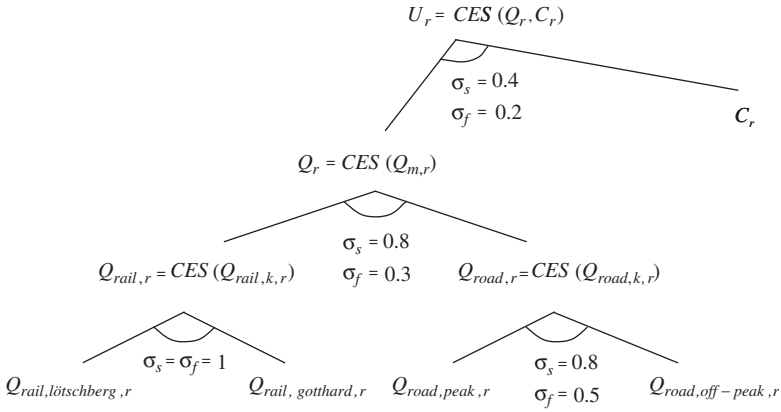 U_r = CES (Q_r, C_r)
σ_s = 0.4
σ_f = 0.2
C_r
Q_r = CES (Q_{m,r})
σ_s = 0.8
σ_f = 0.3
Q_{rail,r} = CES (Q_{rail,k,r})
Q_{road,r} = CES (Q_{road,k,r})
σ_s = σ_f = 1
σ_s = 0.8
σ_f = 0.5
Q_{rail,lötschberg,r}
Q_{rail, gotthard,r}
Q_{road,peak,r}
Q_{road,off-peak,r}